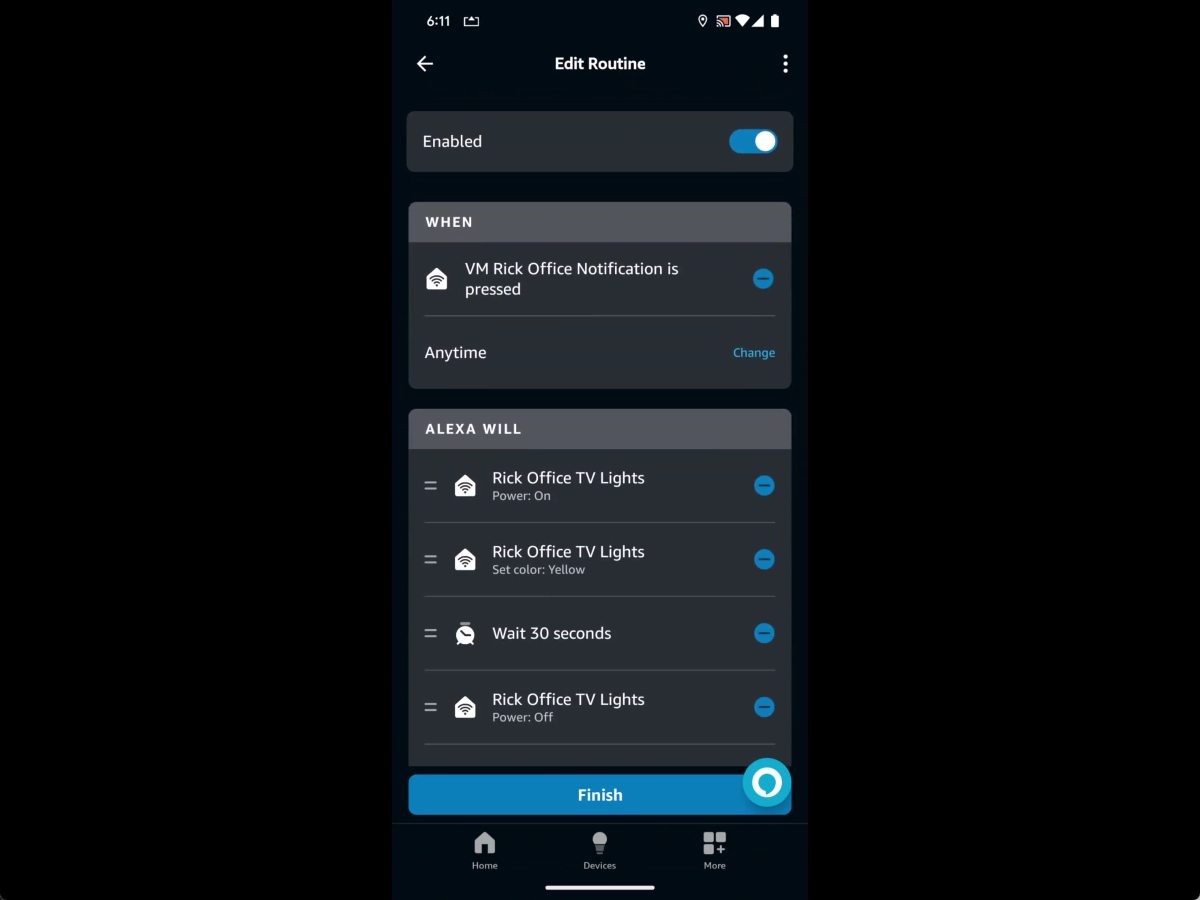 6:11
Edit Routine
Enabled
WHEN
VM Rick Office Notification is
pressed
Anytime
Change
ALEXA WILL
Rick Office TV Lights
Power: On
Rick Office TV Lights
Set color: Yellow
Wait 30 seconds
Rick Office TV Lights
Power: Off
Finish
Home
Devices
More